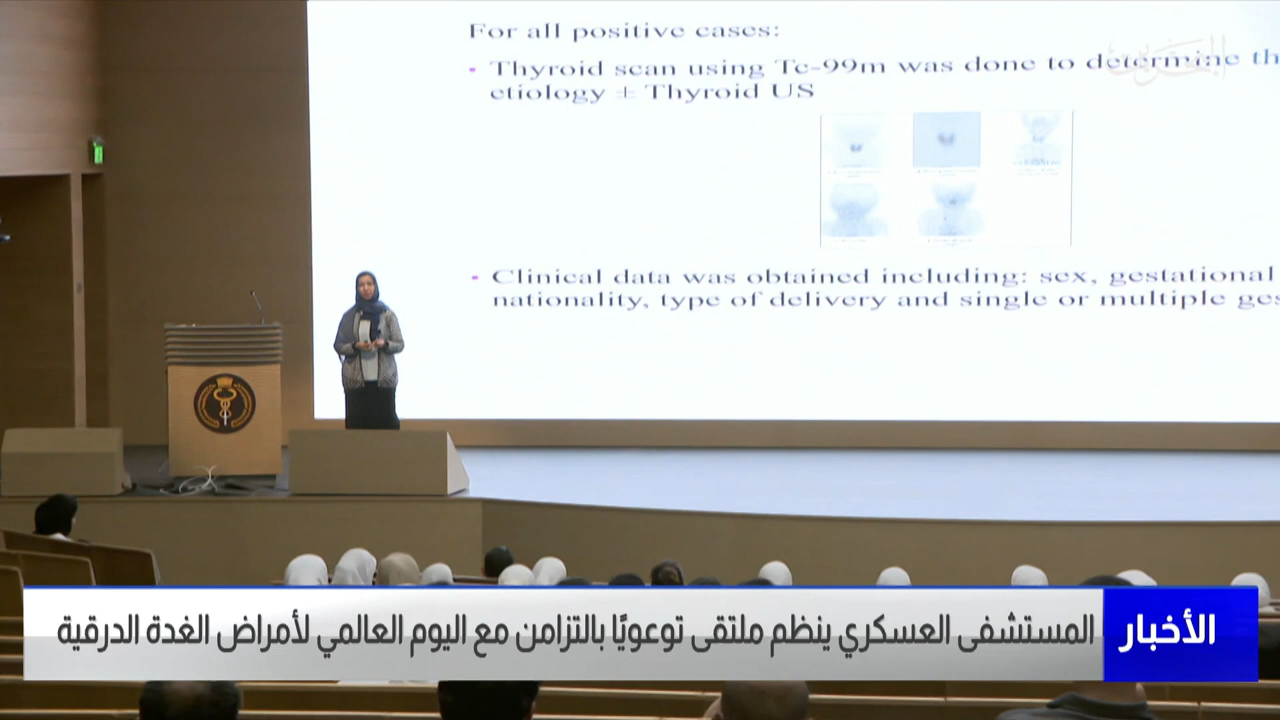 For all positive cases:
• Thyroid scan using Tc-99m was done to determine th
etiology ± Thyroid US
• Clinical data was obtained including: sex, gestational
nationality, type of delivery and single or multiple ges
الأخبار
المستشفى العسكري ينظم ملتقى توعويًا بالتزامن مع اليوم العالمي لأمراض الغدة الدرقية